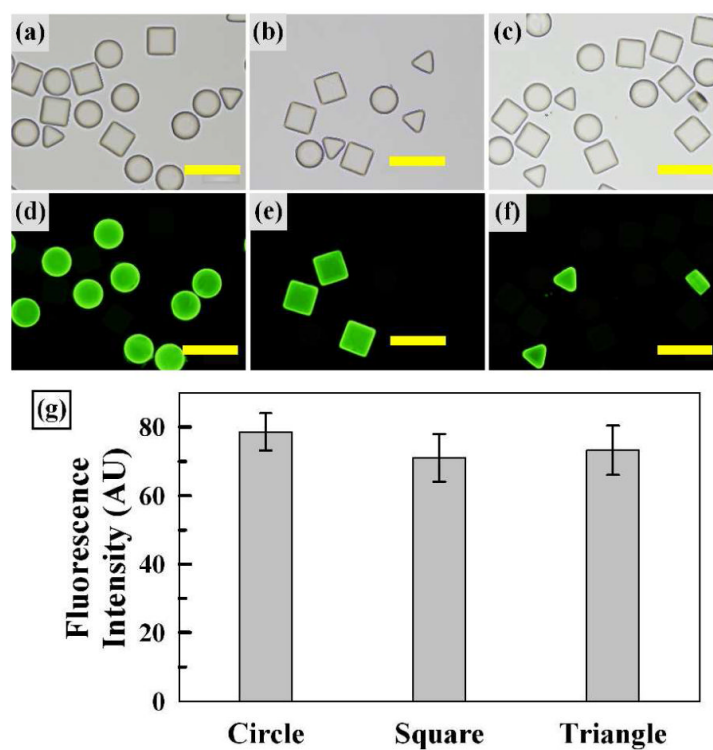 (a)
(b)
(c)
(d)
(e)
(f)
(g)
Fluorescence
Intensity (AU)
80
60
40
20
0
Circle
Square
Triangle